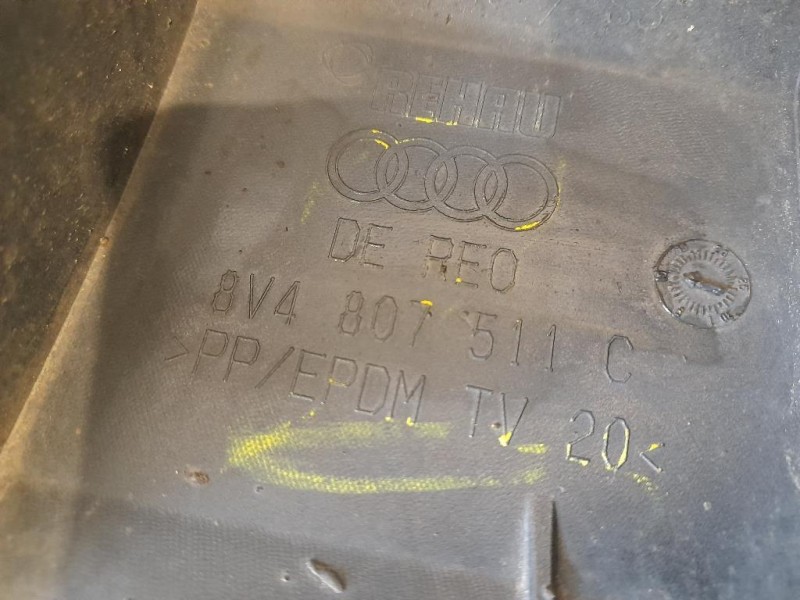 REHAU
DE REO
8V4 807 511 C
>PP/EPDM TV 20<